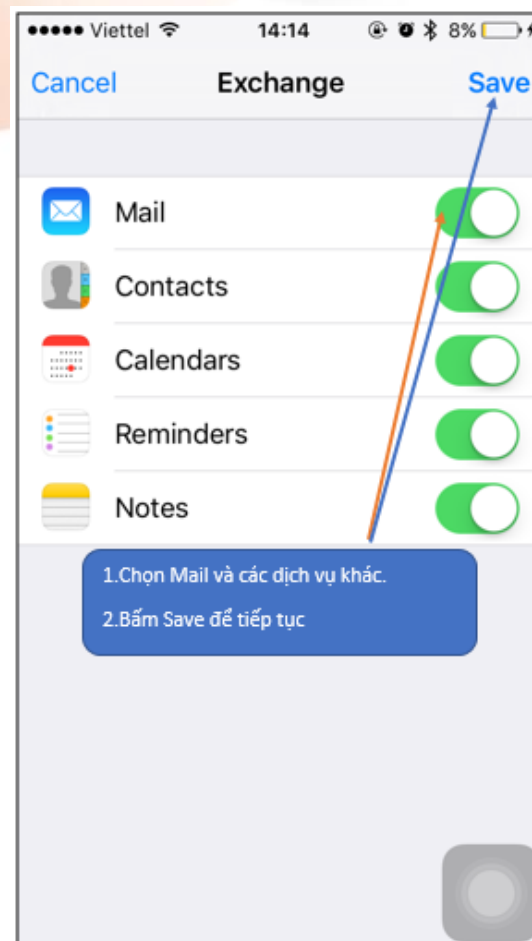 Viettel 14:14 8%
Cancel Exchange Save
Mail
Contacts
Calendars
Reminders
Notes
1.Chọn Mail và các dịch vụ khác.
2.Bấm Save để tiếp tục